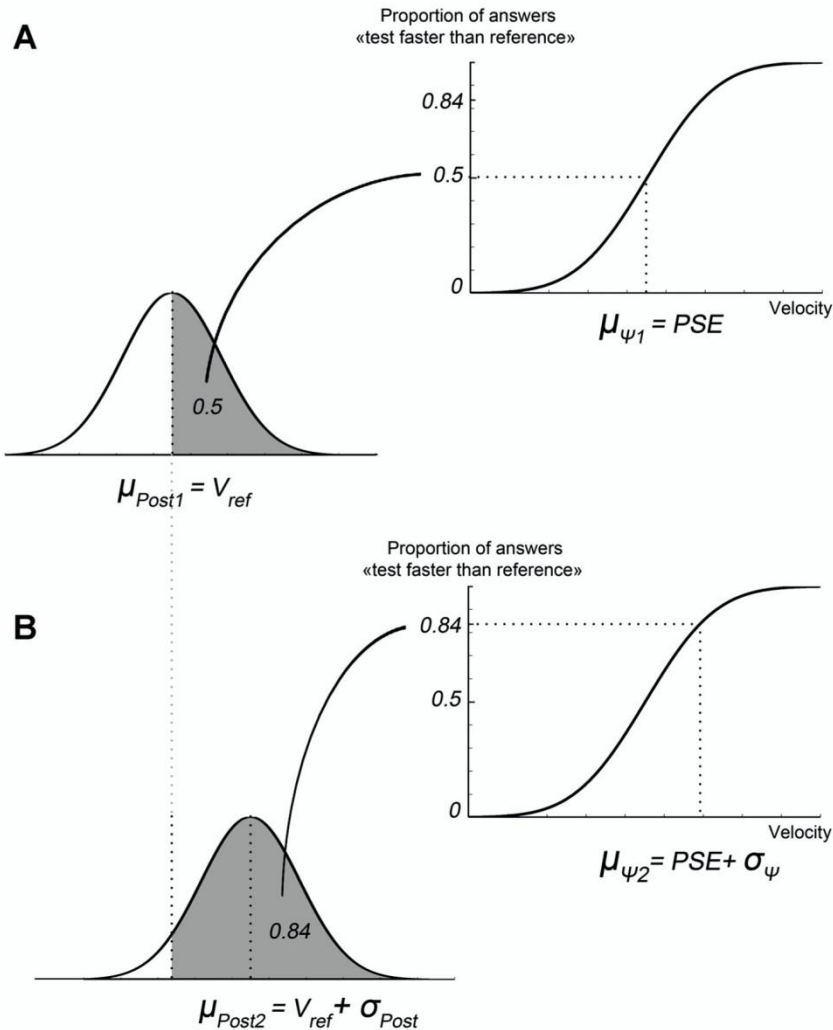 A
Proportion of answers
«test faster than reference»
0.84
0.5
0
Velocity
μΨ1 = PSE
0.5
μPost1 = Vref
B
Proportion of answers
«test faster than reference»
0.84
0.5
0
Velocity
μΨ2 = PSE + σΨ
0.84
μPost2 = Vref + σPost